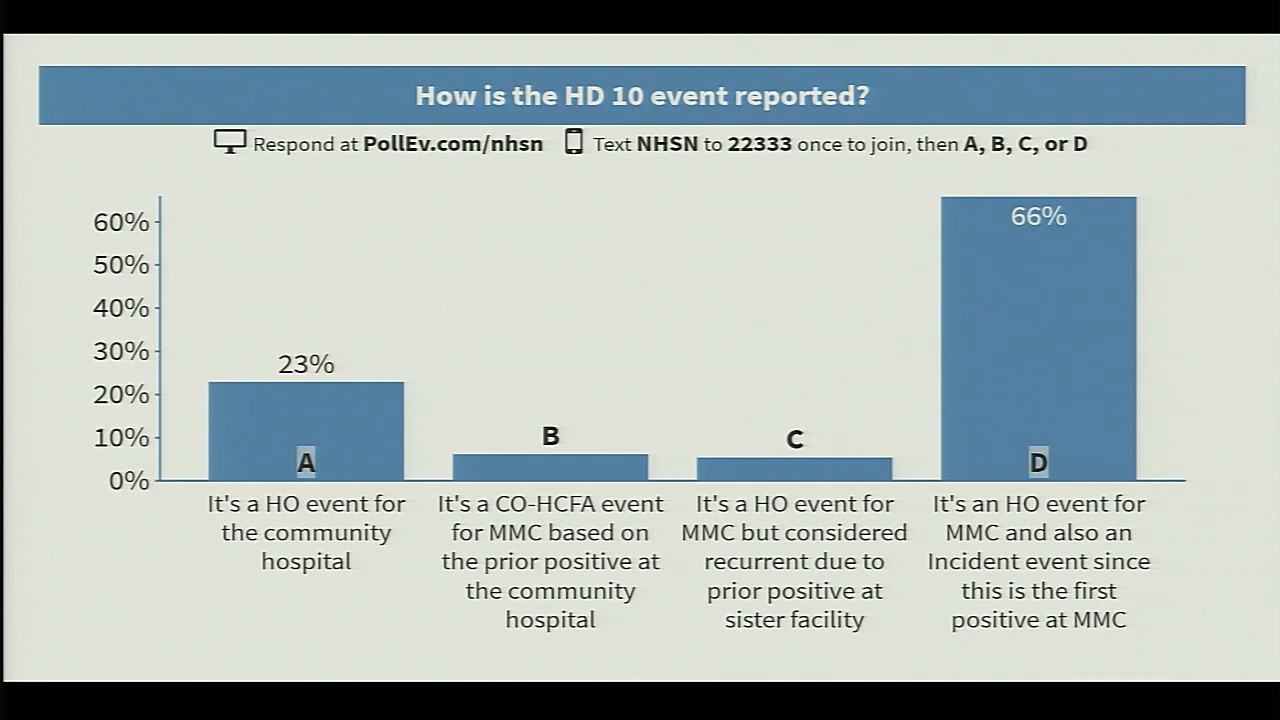 How is the HD 10 event reported?
Respond at PollEv.com/nhsn Text NHSN to 22333 once to join, then A, B, C, or D
60%
50%
40%
30%
20%
10%
0%
23%
66%
A
B
C
D
It's a HO event for
the community
hospital
It's a CO-HCFA event
for MMC based on
the prior positive at
the community
hospital
It's a HO event for
MMC but considered
recurrent due to
prior positive at
sister facility
It's an HO event for
MMC and also an
Incident event since
this is the first
positive at MMC